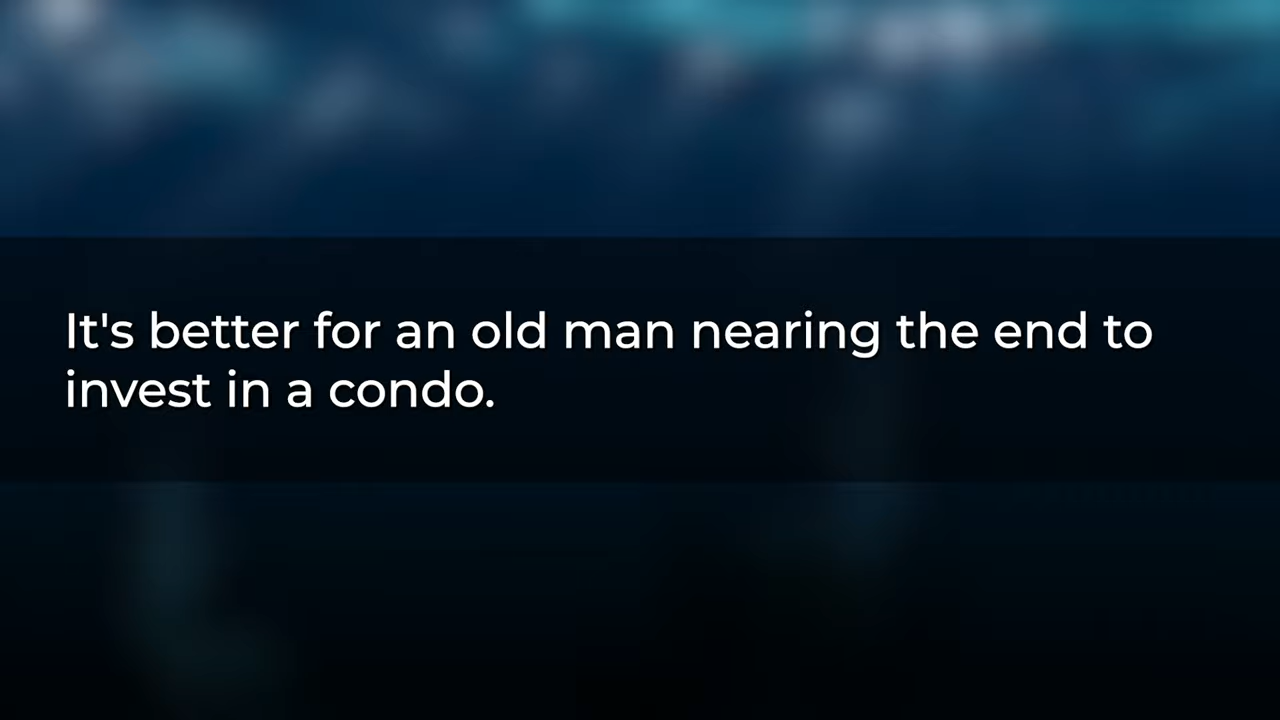 It's better for an old man nearing the end to
invest in a condo.